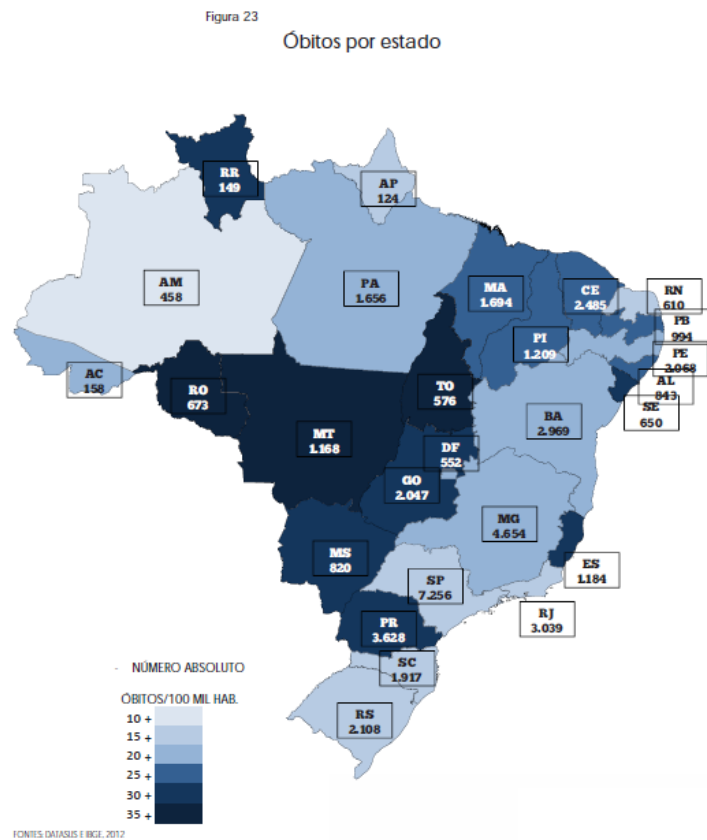 Figura 23
Óbitos por estado
RR
149
AP
124
AM
458
PA
1.656
MA
1.694
CE
2.485
RN
610
PB
994
PI
1.209
PE
2.068
AC
158
RO
673
TO
576
AL
843
SE
650
BA
2.969
MT
1.168
DF
552
GO
2.047
MG
4.654
MS
820
ES
1.184
SP
7.256
RJ
3.039
PR
3.628
SC
1.917
RS
2.108
- NÚMERO ABSOLUTO
ÓBITOS/100 MIL HAB.
10 +
15 +
20 +
25 +
30 +
35 +
FONTES: DATASUS E IBGE, 2012